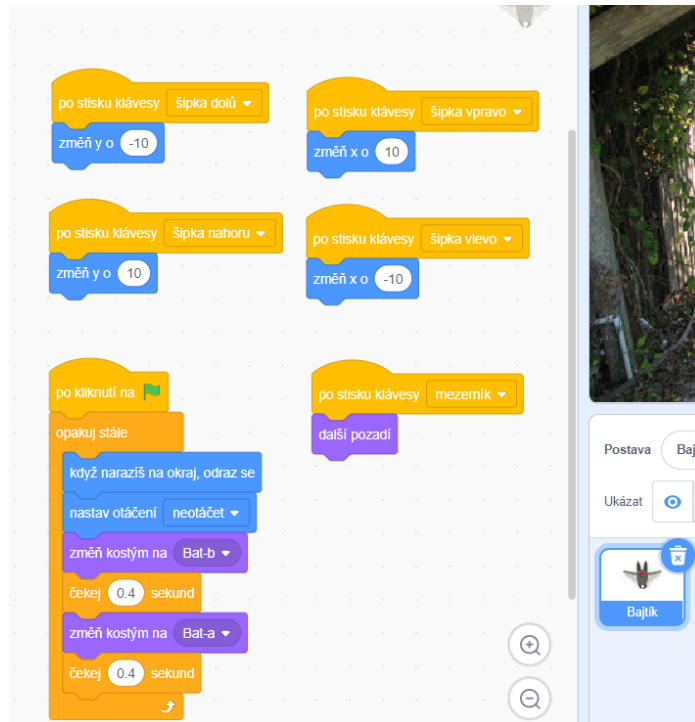 po stisku klávesy šipka dolů
změň y o -10
po stisku klávesy šipka vpravo
změň x o 10
po stisku klávesy šipka nahoru
změň y o 10
po stisku klávesy šipka vlevo
změň x o -10
po kliknutí na
opakuj stále
když narazíš na okraj, odraz se
nastav otáčení neotáčet
změň kostým na Bat-b
čekej 0.4 sekund
změň kostým na Bat-a
čekej 0.4 sekund
po stisku klávesy mezerník
další pozadí
Postava Baj
Ukázat
Bajtík